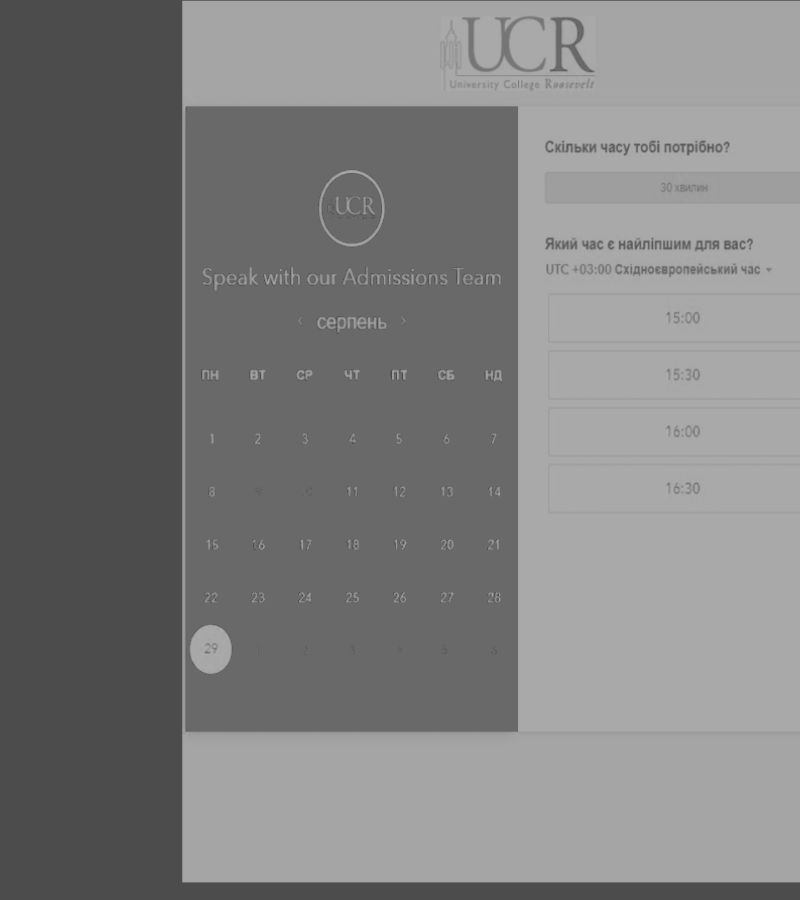 UCR
University College Roosevelt
UCR
Speak with our Admissions Team
‹ серпень ›
ПН ВТ СР ЧТ ПТ СБ НД
1 2 3 4 5 6 7
8 9 11 12 13 14
15 16 17 18 19 20 21
22 23 24 25 26 27 28
29 1 2 3 4 5 6
Скільки часу тобі потрібно?
30 хвилин
Який час є найліпшим для вас?
UTC +03:00 Східноєвропейський час
15:00
15:30
16:00
16:30